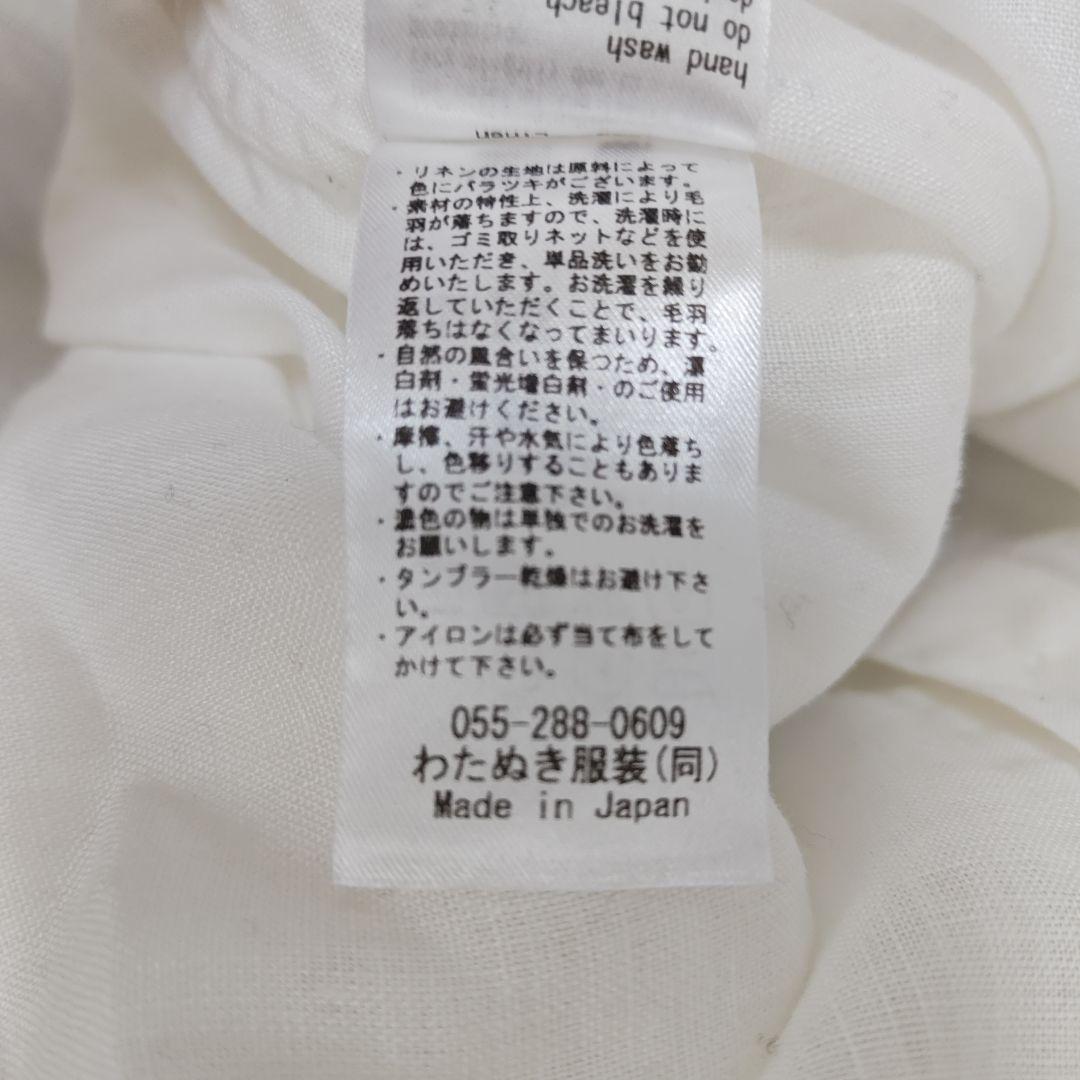 hand wash
do not bleach
・リネンの生地は原料によって
色にバラツキがございます。
・素材の特性上、洗濯により毛
羽が落ちますので、洗濯時に
は、ゴミ取りネットなどを使
用いただき、単品洗いをお勧
めいたします。お洗濯を繰り
返していただくことで、毛羽
落ちはなくなってまいります。
・自然の風合いを保つため、漂
白剤・蛍光増白剤・のご使用
はお避けください。
・摩擦、汗や水気により色落ち
し、色移りすることもありま
すのでご注意下さい。
・濃色の物は単独でのお洗濯を
お願いします。
・タンブラー乾燥はお避け下さ
い。
・アイロンは必ず当て布をして
かけて下さい。
055-288-0609
わたぬき服装(同)
Made in Japan